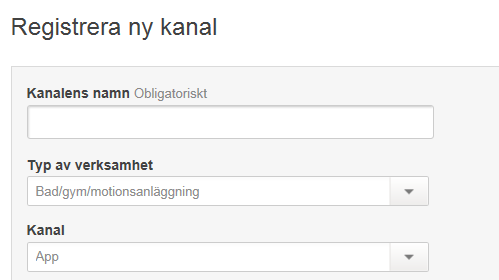 Registrera ny kanal
Kanalens namn Obligatoriskt
Typ av verksamhet
Bad/gym/motionsanläggning
Kanal
App